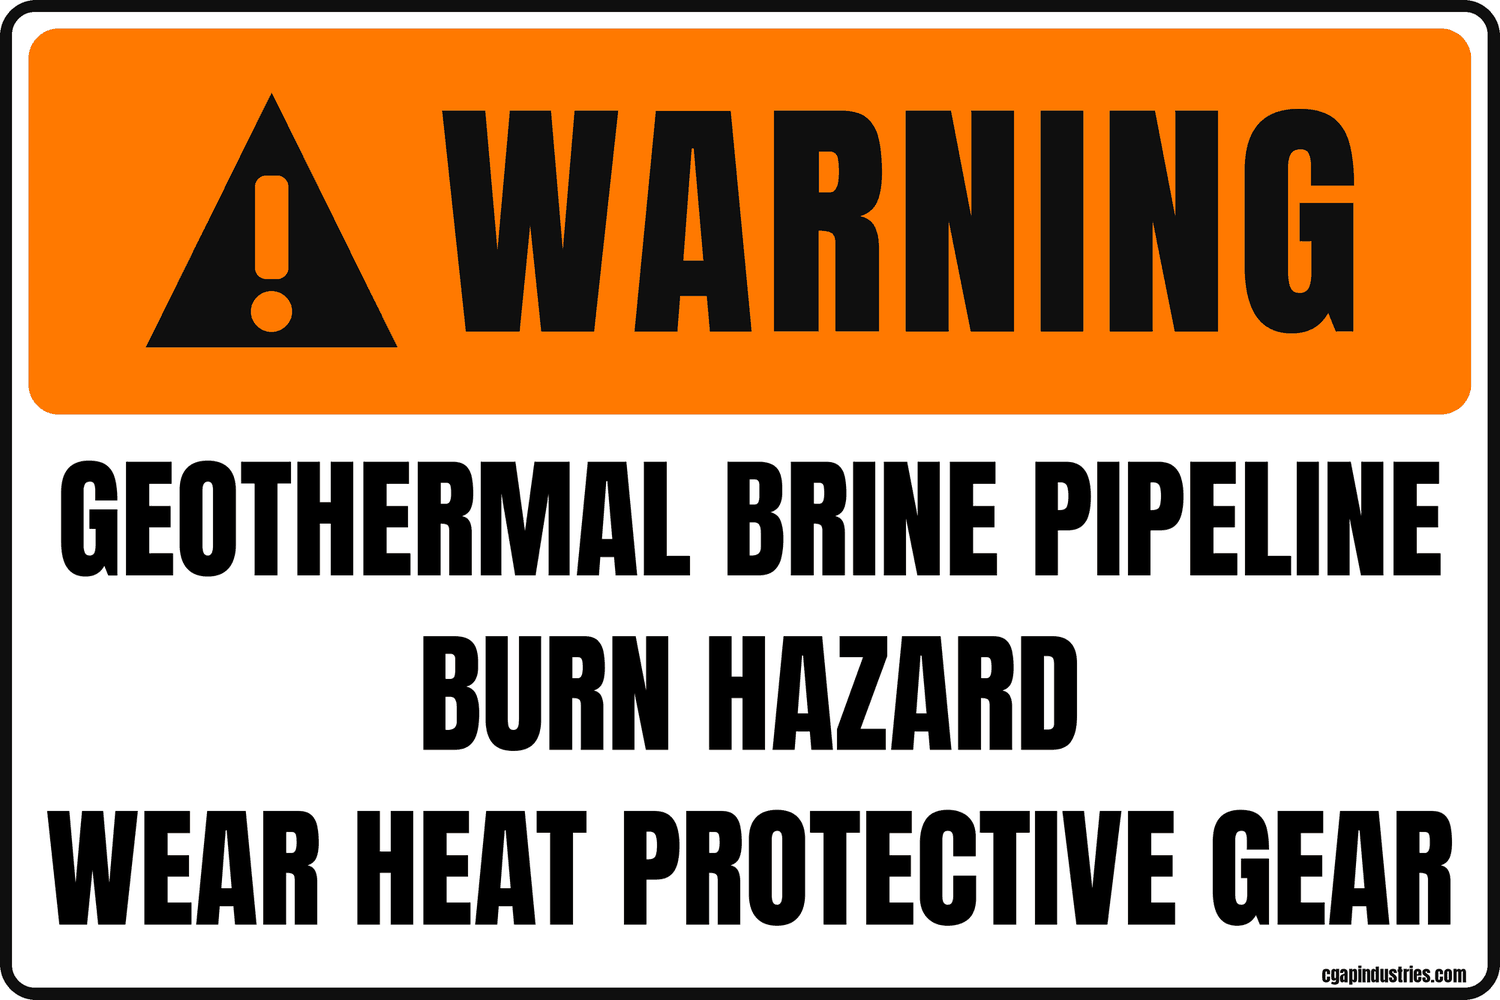 WARNING
GEOTHERMAL BRINE PIPELINE
BURN HAZARD
WEAR HEAT PROTECTIVE GEAR
cgapindustries.com